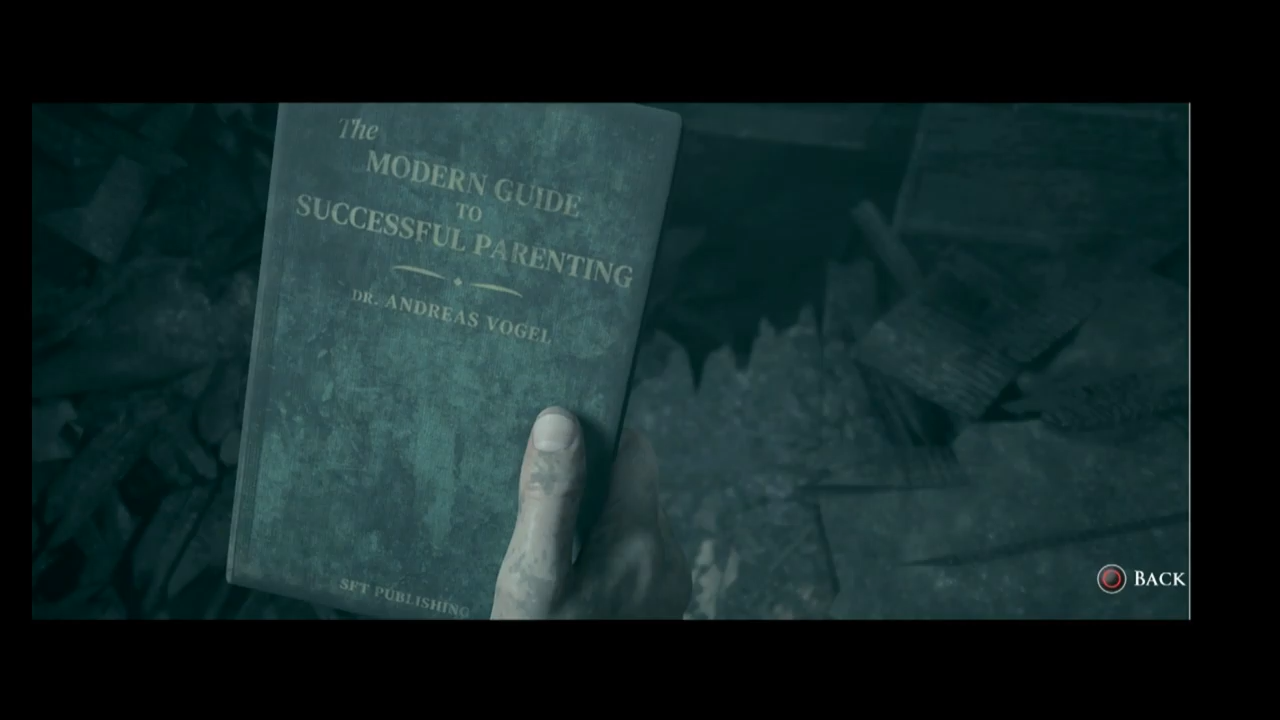 The
MODERN GUIDE
TO
SUCCESSFUL PARENTING
DR. ANDREAS VOGEL
SFT PUBLISHING
BACK